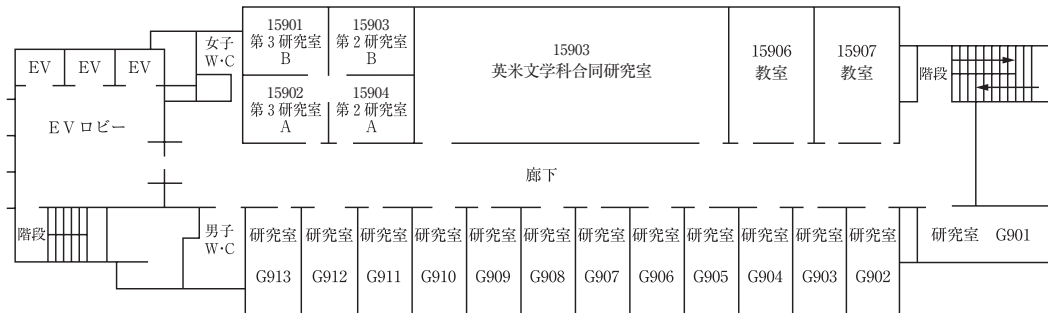 15901
第3研究室
B
15903
第2研究室
B
15903
英米文学科合同研究室
15906
教室
15907
教室
階段
女子
W・C
EV
EV
EV
15902
第3研究室
A
15904
第2研究室
A
EVロビー
廊下
階段
男子
W・C
研究室
G913
研究室
G912
研究室
G911
研究室
G910
研究室
G909
研究室
G908
研究室
G907
研究室
G906
研究室
G905
研究室
G904
研究室
G903
研究室
G902
研究室 G901